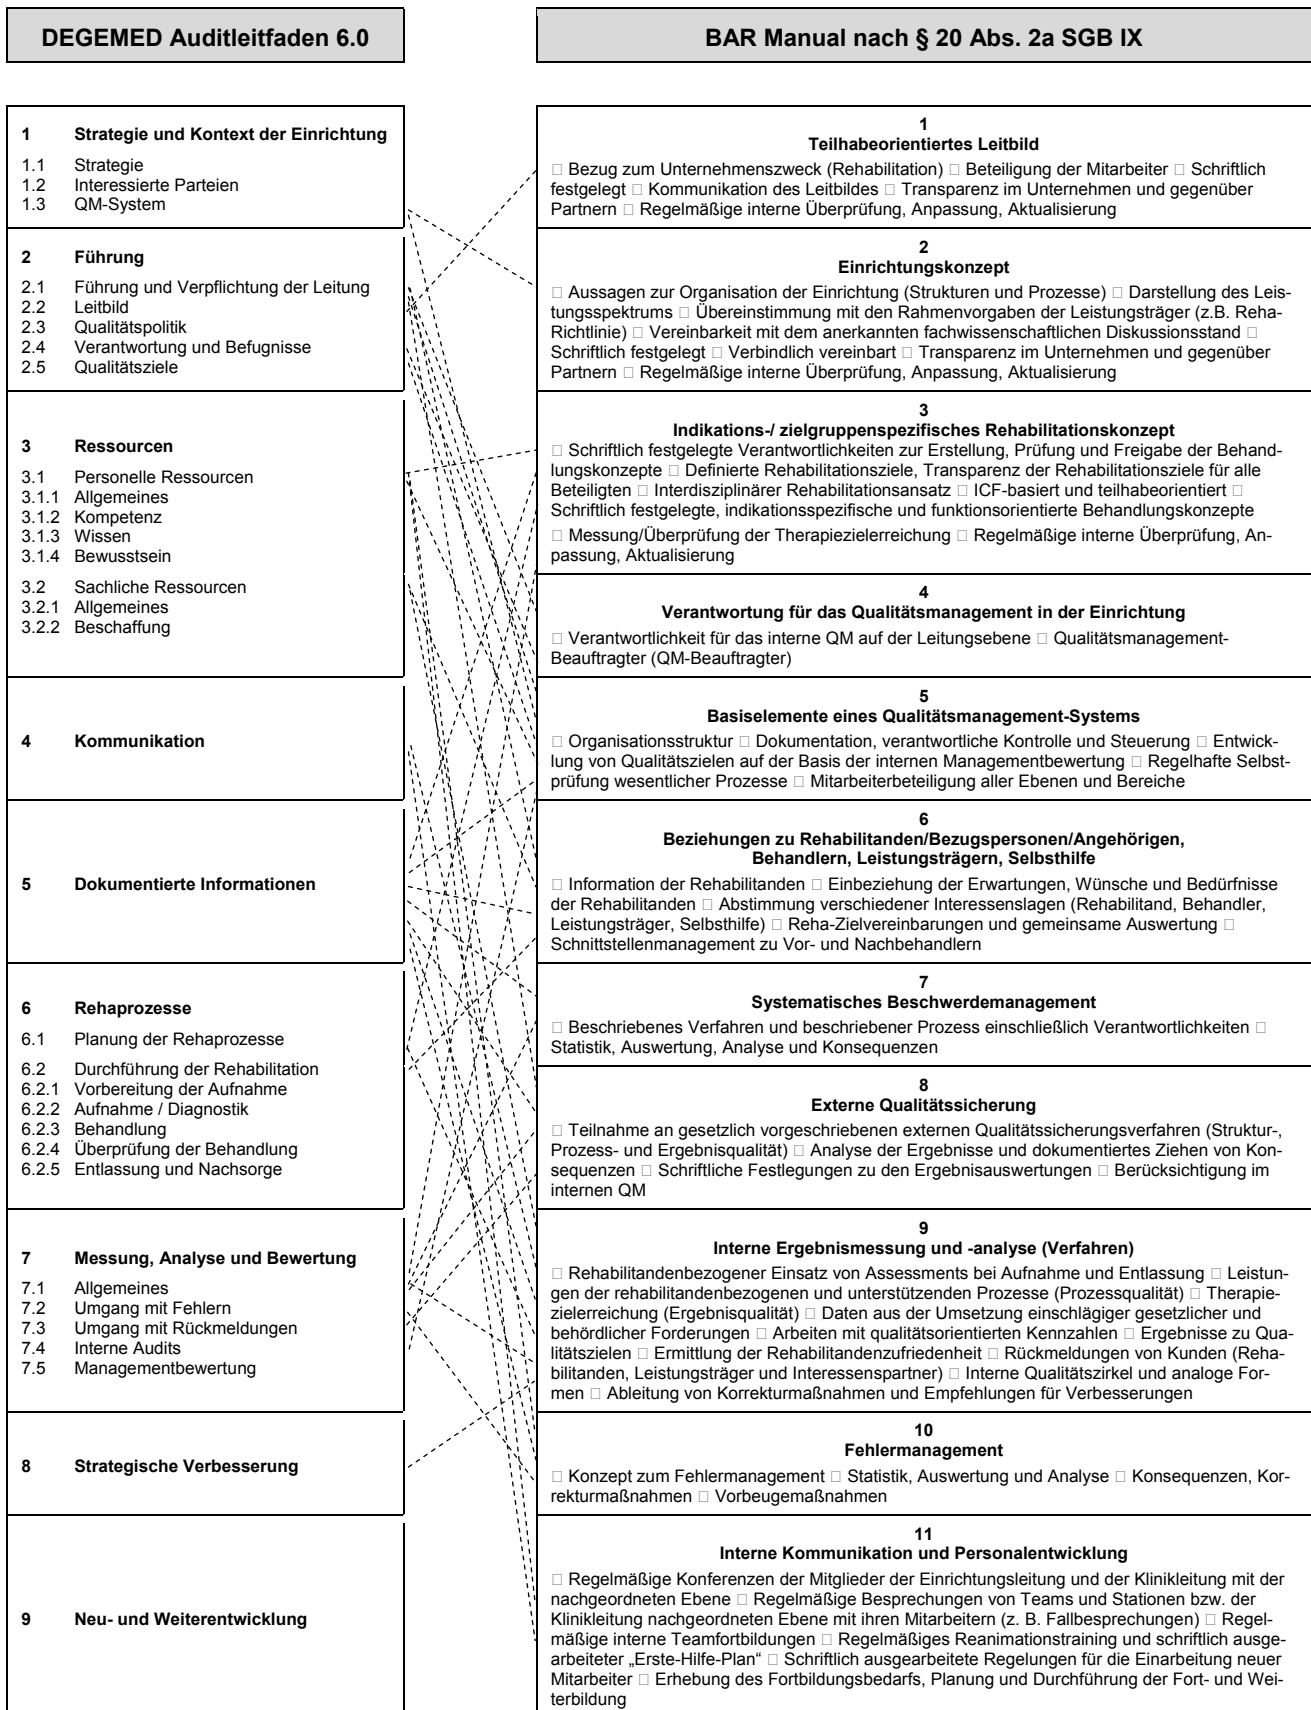 DEGEMED Auditleitfaden 6.0
BAR Manual nach § 20 Abs. 2a SGB IX
1 Strategie und Kontext der Einrichtung
1.1 Strategie
1.2 Interessierte Parteien
1.3 QM-System
2 Führung
2.1 Führung und Verpflichtung der Leitung
2.2 Leitbild
2.3 Qualitätspolitik
2.4 Verantwortung und Befugnisse
2.5 Qualitätsziele
3 Ressourcen
3.1 Personelle Ressourcen
3.1.1 Allgemeines
3.1.2 Kompetenz
3.1.3 Wissen
3.1.4 Bewusstsein
3.2 Sachliche Ressourcen
3.2.1 Allgemeines
3.2.2 Beschaffung
4 Kommunikation
5 Dokumentierte Informationen
6 Rehaprozesse
6.1 Planung der Rehaprozesse
6.2 Durchführung der Rehabilitation
6.2.1 Vorbereitung der Aufnahme
6.2.2 Aufnahme / Diagnostik
6.2.3 Behandlung
6.2.4 Überprüfung der Behandlung
6.2.5 Entlassung und Nachsorge
7 Messung, Analyse und Bewertung
7.1 Allgemeines
7.2 Umgang mit Fehlern
7.3 Umgang mit Rückmeldungen
7.4 Interne Audits
7.5 Managementbewertung
8 Strategische Verbesserung
9 Neu- und Weiterentwicklung
1
Teilhabeorientiertes Leitbild
□ Bezug zum Unternehmenszweck (Rehabilitation) □ Beteiligung der Mitarbeiter □ Schriftlich
festgelegt □ Kommunikation des Leitbildes □ Transparenz im Unternehmen und gegenüber
Partnern □ Regelmäßige interne Überprüfung, Anpassung, Aktualisierung
2
Einrichtungskonzept
□ Aussagen zur Organisation der Einrichtung (Strukturen und Prozesse) □ Darstellung des Leis-
tungsspektrums □ Übereinstimmung mit den Rahmenvorgaben der Leistungsträger (z.B. Reha-
Richtlinie) □ Vereinbarkeit mit dem anerkannten fachwissenschaftlichen Diskussionsstand □
Schriftlich festgelegt □ Verbindlich vereinbart □ Transparenz im Unternehmen und gegenüber
Partnern □ Regelmäßige interne Überprüfung, Anpassung, Aktualisierung
3
Indikations-/ zielgruppenspezifisches Rehabilitationskonzept
□ Schriftlich festgelegte Verantwortlichkeiten zur Erstellung, Prüfung und Freigabe der Behand-
lungskonzepte □ Definierte Rehabilitationsziele, Transparenz der Rehabilitationsziele für alle
Beteiligten □ Interdisziplinärer Rehabilitationsansatz □ ICF-basiert und teilhabeorientiert □
Schriftlich festgelegte, indikationsspezifische und funktionsorientierte Behandlungskonzepte
□ Messung/Überprüfung der Therapiezielerreichung □ Regelmäßige interne Überprüfung, An-
passung, Aktualisierung
4
Verantwortung für das Qualitätsmanagement in der Einrichtung
□ Verantwortlichkeit für das interne QM auf der Leitungsebene □ Qualitätsmanagement-
Beauftragter (QM-Beauftragter)
5
Basiselemente eines Qualitätsmanagement-Systems
□ Organisationsstruktur □ Dokumentation, verantwortliche Kontrolle und Steuerung □ Entwick-
lung von Qualitätszielen auf der Basis der internen Managementbewertung □ Regelhafte Selbst-
prüfung wesentlicher Prozesse □ Mitarbeiterbeteiligung aller Ebenen und Bereiche
6
Beziehungen zu Rehabilitanden/Bezugspersonen/Angehörigen,
Behandlern, Leistungsträgern, Selbsthilfe
□ Information der Rehabilitanden □ Einbeziehung der Erwartungen, Wünsche und Bedürfnisse
der Rehabilitanden □ Abstimmung verschiedener Interessenslagen (Rehabilitand, Behandler,
Leistungsträger, Selbsthilfe) □ Reha-Zielvereinbarungen und gemeinsame Auswertung □
Schnittstellenmanagement zu Vor- und Nachbehandlern
7
Systematisches Beschwerdemanagement
□ Beschriebenes Verfahren und beschriebener Prozess einschließlich Verantwortlichkeiten □
Statistik, Auswertung, Analyse und Konsequenzen
8
Externe Qualitätssicherung
□ Teilnahme an gesetzlich vorgeschriebenen externen Qualitätssicherungsverfahren (Struktur-,
Prozess- und Ergebnisqualität) □ Analyse der Ergebnisse und dokumentiertes Ziehen von Kon-
sequenzen □ Schriftliche Festlegungen zu den Ergebnisauswertungen □ Berücksichtigung im
internen QM
9
Interne Ergebnismessung und -analyse (Verfahren)
□ Rehabilitandenbezogener Einsatz von Assessments bei Aufnahme und Entlassung □ Leistun-
gen der rehabilitandenbezogenen und unterstützenden Prozesse (Prozessqualität) □ Therapie-
zielerreichung (Ergebnisqualität) □ Daten aus der Umsetzung einschlägiger gesetzlicher und
behördlicher Forderungen □ Arbeiten mit qualitätsorientierten Kennzahlen □ Ergebnisse zu Qua-
litätszielen □ Ermittlung der Rehabilitandenzufriedenheit □ Rückmeldungen von Kunden (Reha-
bilitanden, Leistungsträger und Interessenspartner) □ Interne Qualitätszirkel und analoge For-
men □ Ableitung von Korrekturmaßnahmen und Empfehlungen für Verbesserungen
10
Fehlermanagement
□ Konzept zum Fehlermanagement □ Statistik, Auswertung und Analyse □ Konsequenzen, Kor-
rekturmaßnahmen □ Vorbeugemaßnahmen
11
Interne Kommunikation und Personalentwicklung
□ Regelmäßige Konferenzen der Mitglieder der Einrichtungsleitung und der Klinikleitung mit der
nachgeordneten Ebene □ Regelmäßige Besprechungen von Teams und Stationen bzw. der
Klinikleitung nachgeordneten Ebene mit ihren Mitarbeitern (z. B. Fallbesprechungen) □ Regel-
mäßige interne Teamfortbildungen □ Regelmäßiges Reanimationstraining und schriftlich ausge-
arbeiteter „Erste-Hilfe-Plan“ □ Schriftlich ausgearbeitete Regelungen für die Einarbeitung neuer
Mitarbeiter □ Erhebung des Fortbildungsbedarfs, Planung und Durchführung der Fort- und Wei-
terbildung